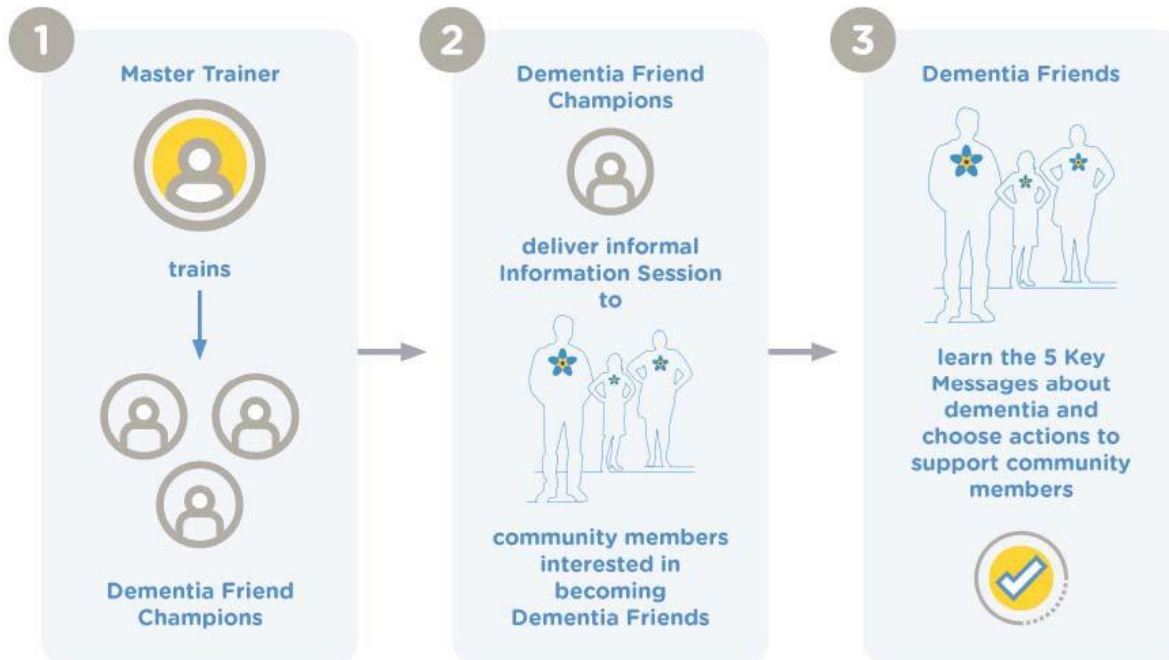 1
Master Trainer
trains
Dementia Friend
Champions
2
Dementia Friend
Champions
deliver informal
Information Session
to
community members
interested in
becoming
Dementia Friends
3
Dementia Friends
learn the 5 Key
Messages about
dementia and
choose actions to
support community
members